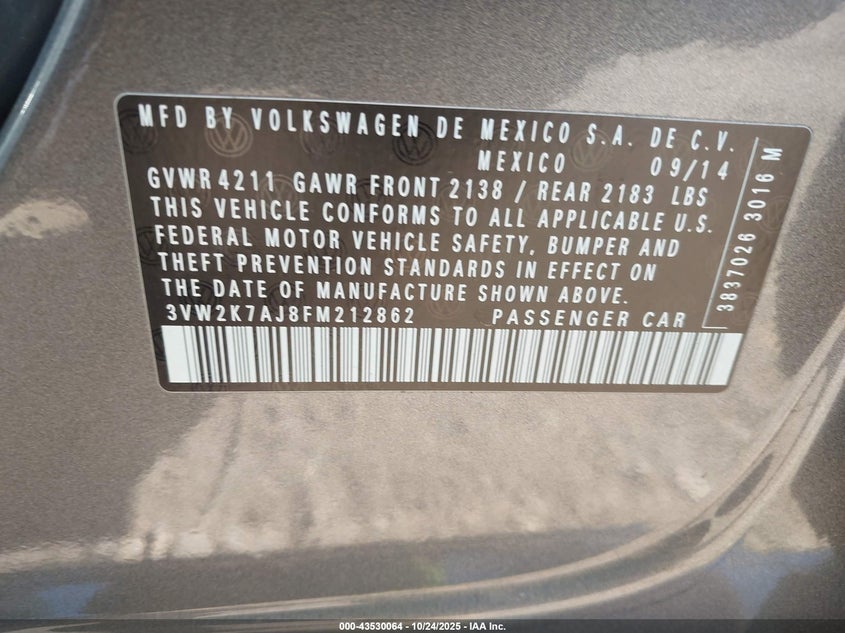 MFD BY VOLKSWAGEN DE MEXICO S.A. DE C.V.
MEXICO 09/14
GVWR 4211 GAWR FRONT 2138 / REAR 2183 LBS
THIS VEHICLE CONFORMS TO ALL APPLICABLE U.S.
FEDERAL MOTOR VEHICLE SAFETY, BUMPER AND
THEFT PREVENTION STANDARDS IN EFFECT ON
THE DATE OF MANUFACTURE SHOWN ABOVE.
3VW2K7AJ8FM212862 PASSENGER CAR
3837026 3016 M
000-43530064 - 10/24/2025 - IAA Inc.